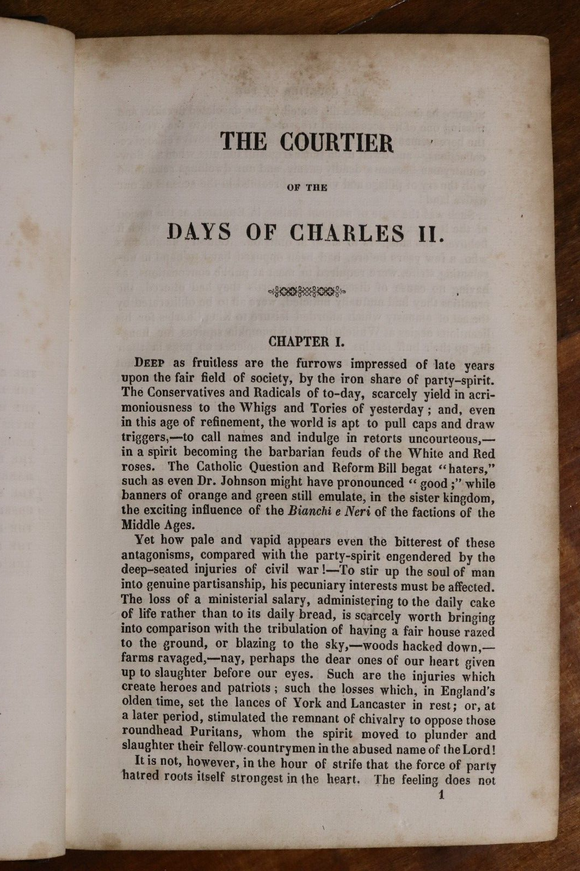 THE COURTIER
OF THE
DAYS OF CHARLES II.
CHAPTER I.
DEEP as fruitless are the furrows impressed of late years
upon the fair field of society, by the iron share of party-spirit.
The Conservatives and Radicals of to-day, scarcely yield in acri-
moniousness to the Whigs and Tories of yesterday; and, even
in this age of refinement, the world is apt to pull caps and draw
triggers,—to call names and indulge in retorts uncourteous,—
in a spirit becoming the barbarian feuds of the White and Red
roses. The Catholic Question and Reform Bill begat "haters,"
such as even Dr. Johnson might have pronounced "good;" while
banners of orange and green still emulate, in the sister kingdom,
the exciting influence of the Bianchi e Neri of the factions of the
Middle Ages.
Yet how pale and vapid appears even the bitterest of these
antagonisms, compared with the party-spirit engendered by the
deep-seated injuries of civil war!—To stir up the soul of man
into genuine partisanship, his pecuniary interests must be affected.
The loss of a ministerial salary, administering to the daily cake
of life rather than to its daily bread, is scarcely worth bringing
into comparison with the tribulation of having a fair house razed
to the ground, or blazing to the sky,—woods hacked down,—
farms ravaged,—nay, perhaps the dear ones of our heart given
up to slaughter before our eyes. Such are the injuries which
create heroes and patriots; such the losses which, in England's
olden time, set the lances of York and Lancaster in rest; or, at
a later period, stimulated the remnant of chivalry to oppose those
roundhead Puritans, whom the spirit moved to plunder and
slaughter their fellow-countrymen in the abused name of the Lord!
It is not, however, in the hour of strife that the force of party
hatred roots itself strongest in the heart. The feeling does not
1